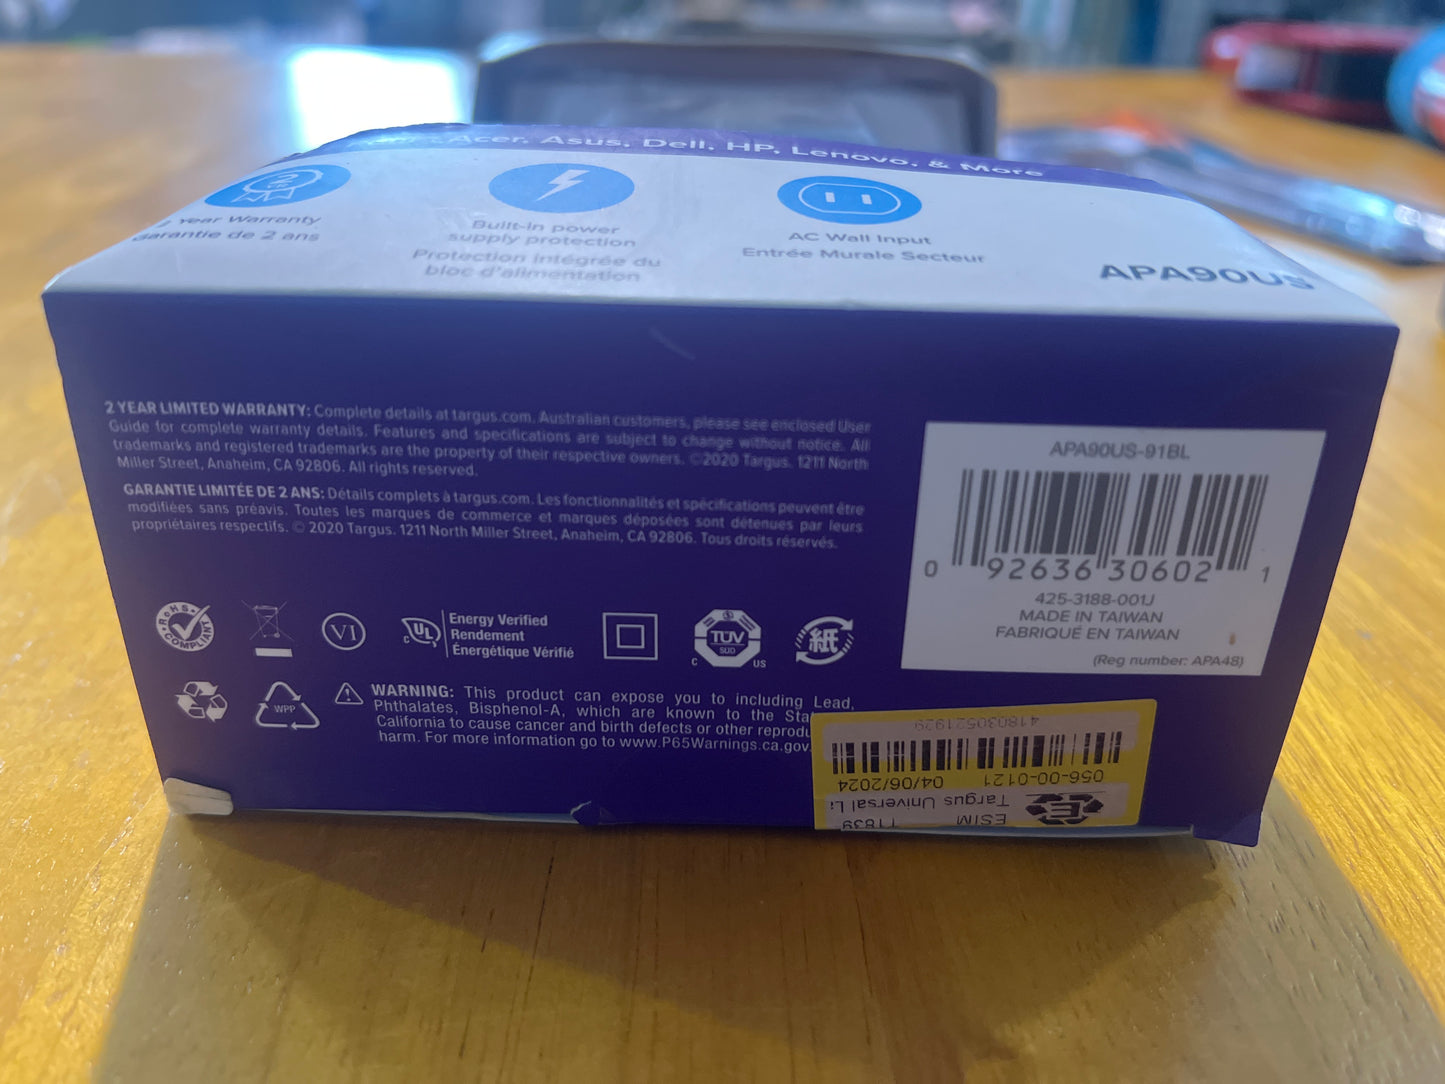 Acer, Asus, Dell, HP, Lenovo, & More
2
Year Warranty
Garantie de 2 ans
Built-in power
supply protection
Protection intégrée du
bloc d'alimentation
AC Wall Input
Entrée Murale Secteur
APA90US
2 YEAR LIMITED WARRANTY: Complete details at targus.com. Australian customers, please see enclosed User
Guide for complete warranty details. Features and specifications are subject to change without notice. All
trademarks and registered trademarks are the property of their respective owners. ©2020 Targus. 1211 North
Miller Street, Anaheim, CA 92806. All rights reserved.
GARANTIE LIMITÉE DE 2 ANS: Détails complets à targus.com. Les fonctionnalités et spécifications peuvent être
modifiées sans préavis. Toutes les marques de commerce et marques déposées sont détenues par leurs
propriétaires respectifs. © 2020 Targus. 1211 North Miller Street, Anaheim, CA 92806. Tous droits réservés.
RoHS
COMPLIANT
VI
c UL
Energy Verified
Rendement
Énergétique Vérifié
TUV
SUD
C US
紙
WPP
WARNING: This product can expose you to including Lead,
Phthalates, Bisphenol-A, which are known to the Sta
California to cause cancer and birth defects or other reprodu
harm. For more information go to www.P65Warnings.ca.gov.
APA90US-91BL
0 92636 30602 1
425-3188-001J
MADE IN TAIWAN
FABRIQUÉ EN TAIWAN
(Reg number: APA48)
ESIM T1839
Targus Universal La
056-00-0121 04/06/2024
418030521929
E